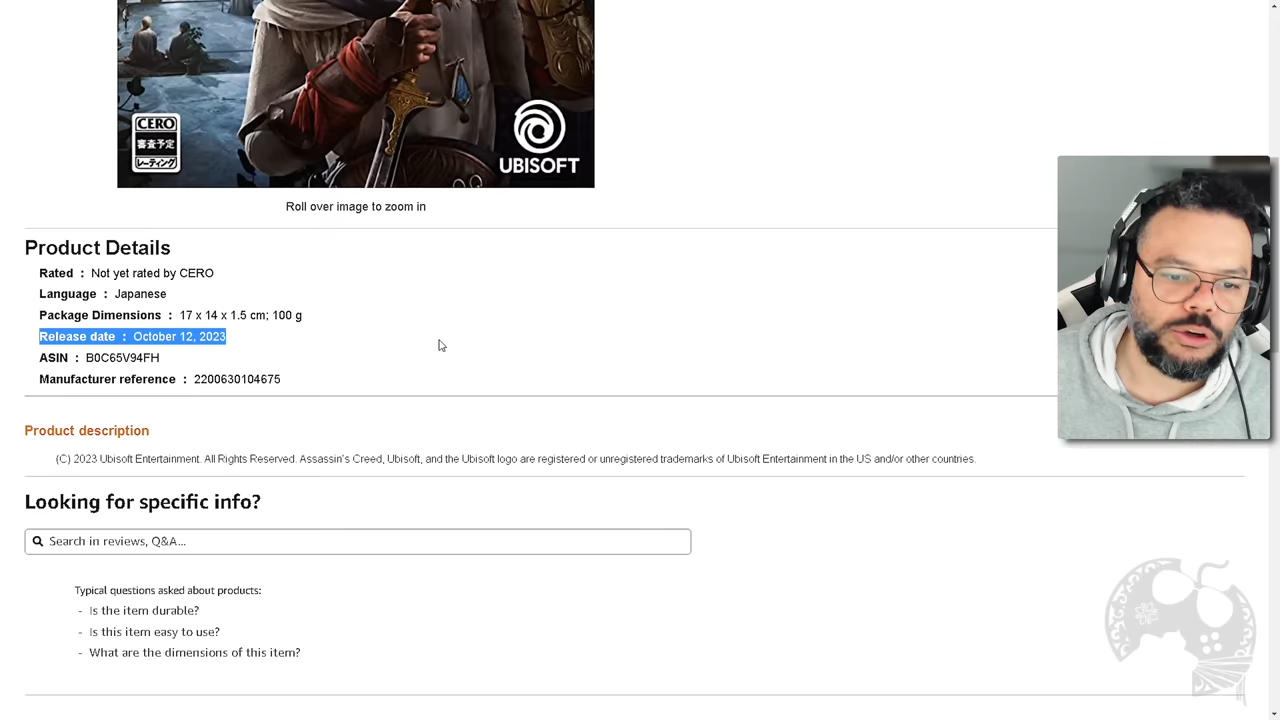 CERO
審査予定
レーティング
UBISOFT
Roll over image to zoom in
Product Details
Rated : Not yet rated by CERO
Language : Japanese
Package Dimensions : 17 x 14 x 1.5 cm; 100 g
Release date : October 12, 2023
ASIN : B0C65V94FH
Manufacturer reference : 2200630104675
Product description
(C) 2023 Ubisoft Entertainment. All Rights Reserved. Assassin's Creed, Ubisoft, and the Ubisoft logo are registered or unregistered trademarks of Ubisoft Entertainment in the US and/or other countries.
Looking for specific info?
Search in reviews, Q&A...
Typical questions asked about products:
- Is the item durable?
- Is this item easy to use?
- What are the dimensions of this item?